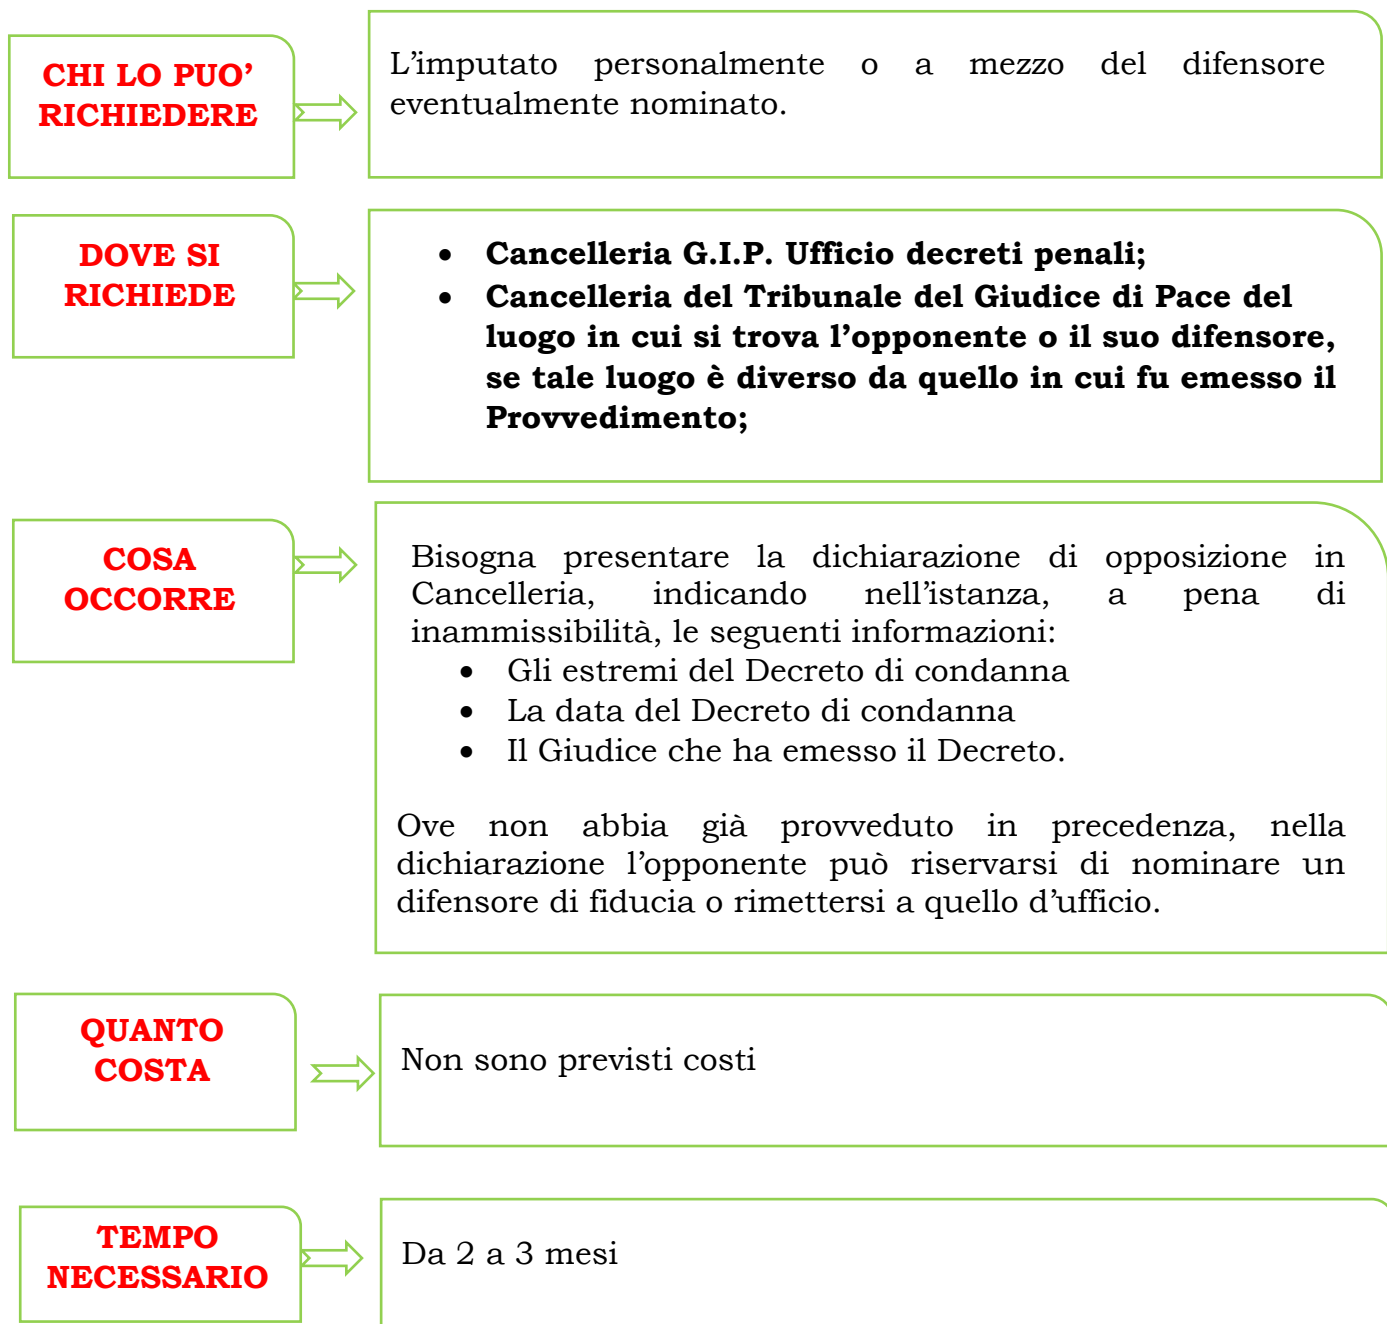 CHI LO PUO’
RICHIEDERE
L’imputato personalmente o a mezzo del difensore
eventualmente nominato.
DOVE SI
RICHIEDE
• Cancelleria G.I.P. Ufficio decreti penali;
• Cancelleria del Tribunale del Giudice di Pace del
luogo in cui si trova l’opponente o il suo difensore,
se tale luogo è diverso da quello in cui fu emesso il
Provvedimento;
COSA
OCCORRE
Bisogna presentare la dichiarazione di opposizione in
Cancelleria, indicando nell’istanza, a pena di
inammissibilità, le seguenti informazioni:
• Gli estremi del Decreto di condanna
• La data del Decreto di condanna
• Il Giudice che ha emesso il Decreto.
Ove non abbia già provveduto in precedenza, nella
dichiarazione l’opponente può riservarsi di nominare un
difensore di fiducia o rimettersi a quello d’ufficio.
QUANTO
COSTA
Non sono previsti costi
TEMPO
NECESSARIO
Da 2 a 3 mesi